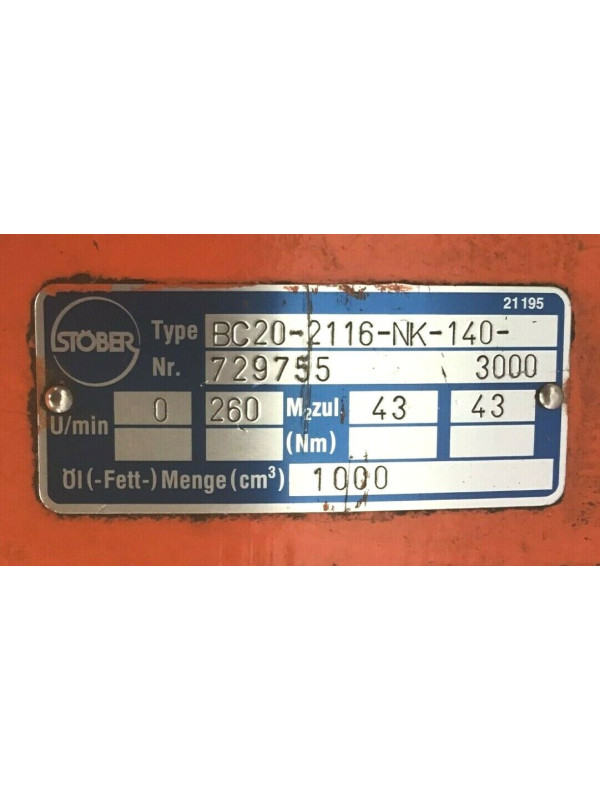 21195
STÖBER
Type BC20-2116-NK-140-
Nr. 729755 3000
U/min 0 260 M₂zul. 43 43
(Nm)
Öl(-Fett-)Menge(cm³) 1000